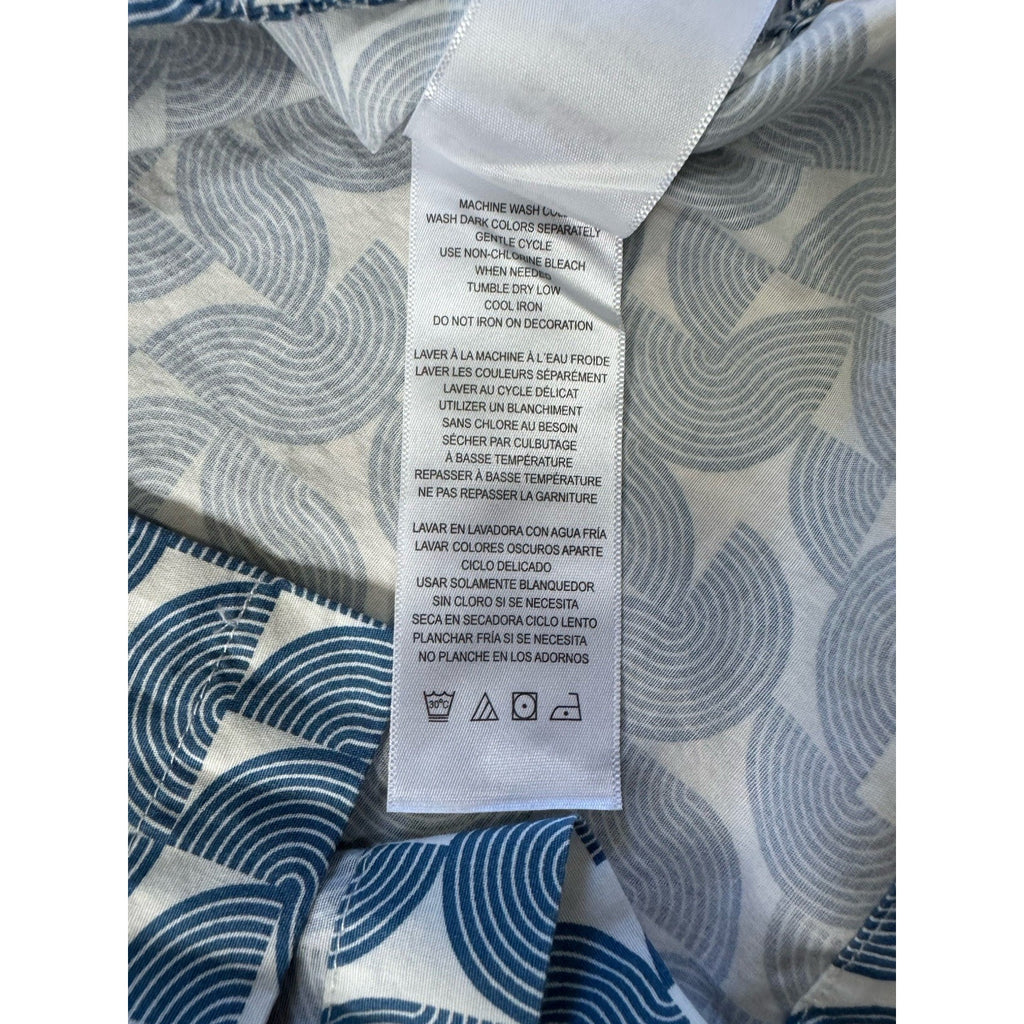 MACHINE WASH COLD
WASH DARK COLORS SEPARATELY
GENTLE CYCLE
USE NON-CHLORINE BLEACH
WHEN NEEDED
TUMBLE DRY LOW
COOL IRON
DO NOT IRON ON DECORATION
LAVER À LA MACHINE À L'EAU FROIDE
LAVER LES COULEURS SÉPARÉMENT
LAVER AU CYCLE DÉLICAT
UTILIZER UN BLANCHIMENT
SANS CHLORE AU BESOIN
SÉCHER PAR CULBUTAGE
À BASSE TEMPÉRATURE
REPASSER À BASSE TEMPÉRATURE
NE PAS REPASSER LA GARNITURE
LAVAR EN LAVADORA CON AGUA FRÍA
LAVAR COLORES OSCUROS APARTE
CICLO DELICADO
USAR SOLAMENTE BLANQUEDOR
SIN CLORO SI SE NECESITA
SECA EN SECADORA CICLO LENTO
PLANCHAR FRÍA SI SE NECESITA
NO PLANCHE EN LOS ADORNOS
30°C